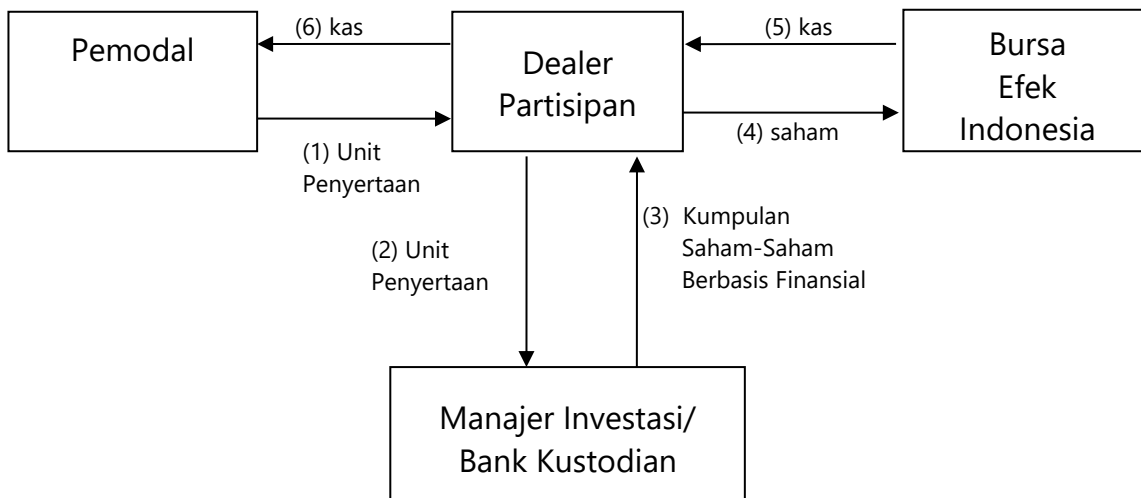 Pemodal
(6) kas
Dealer
Partisipan
(5) kas
Bursa
Efek
Indonesia
(1) Unit
Penyertaan
(4) saham
(2) Unit
Penyertaan
(3) Kumpulan
Saham-Saham
Berbasis Finansial
Manajer Investasi/
Bank Kustodian